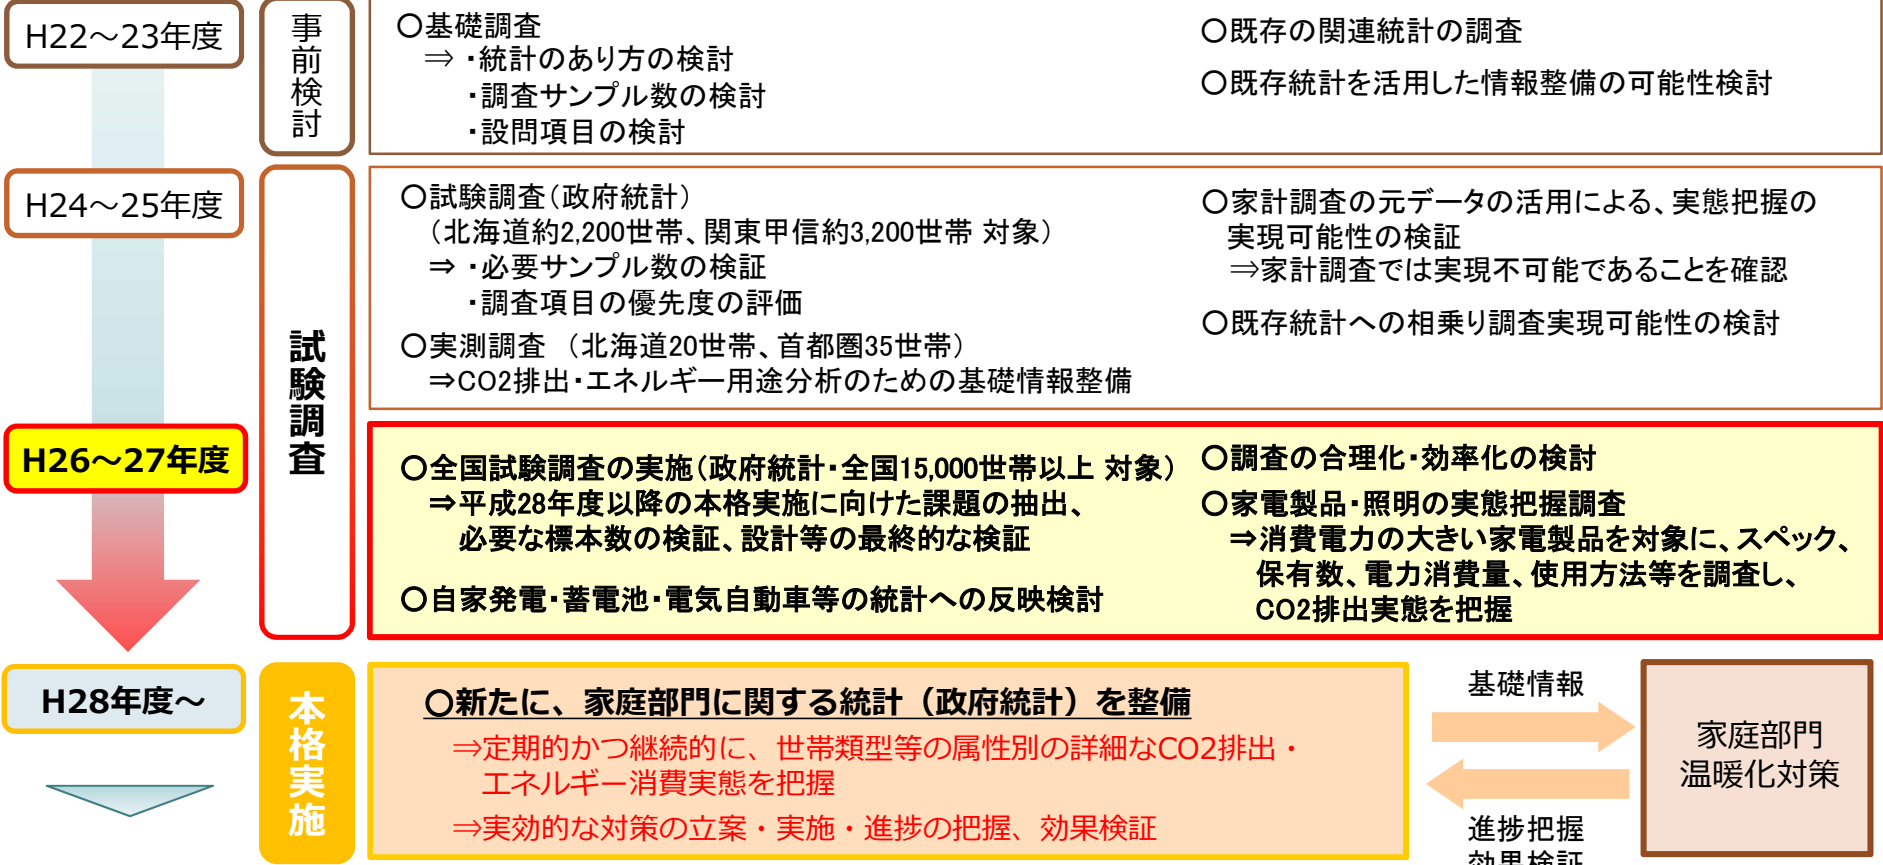 H22～23年度
事前検討
〇基礎調査
⇒ ・統計のあり方の検討
・調査サンプル数の検討
・設問項目の検討
〇既存の関連統計の調査
〇既存統計を活用した情報整備の可能性検討
H24～25年度
試験調査
〇試験調査（政府統計）
（北海道約2,200世帯、関東甲信約3,200世帯 対象）
⇒ ・必要サンプル数の検証
・調査項目の優先度の評価
〇実測調査 （北海道20世帯、首都圏35世帯）
⇒CO2排出・エネルギー用途分析のための基礎情報整備
〇家計調査の元データの活用による、実態把握の
実現可能性の検証
⇒家計調査では実現不可能であることを確認
〇既存統計への相乗り調査実現可能性の検討
H26～27年度
〇全国試験調査の実施（政府統計・全国15,000世帯以上 対象）
⇒平成28年度以降の本格実施に向けた課題の抽出、
必要な標本数の検証、設計等の最終的な検証
〇自家発電・蓄電池・電気自動車等の統計への反映検討
〇調査の合理化・効率化の検討
〇家電製品・照明の実態把握調査
⇒消費電力の大きい家電製品を対象に、スペック、
保有数、電力消費量、使用方法等を調査し、
CO2排出実態を把握
H28年度～
本格実施
〇新たに、家庭部門に関する統計（政府統計）を整備
⇒定期的かつ継続的に、世帯類型等の属性別の詳細なCO2排出・
エネルギー消費実態を把握
⇒実効的な対策の立案・実施・進捗の把握、効果検証
基礎情報
進捗把握
効果検証
家庭部門
温暖化対策